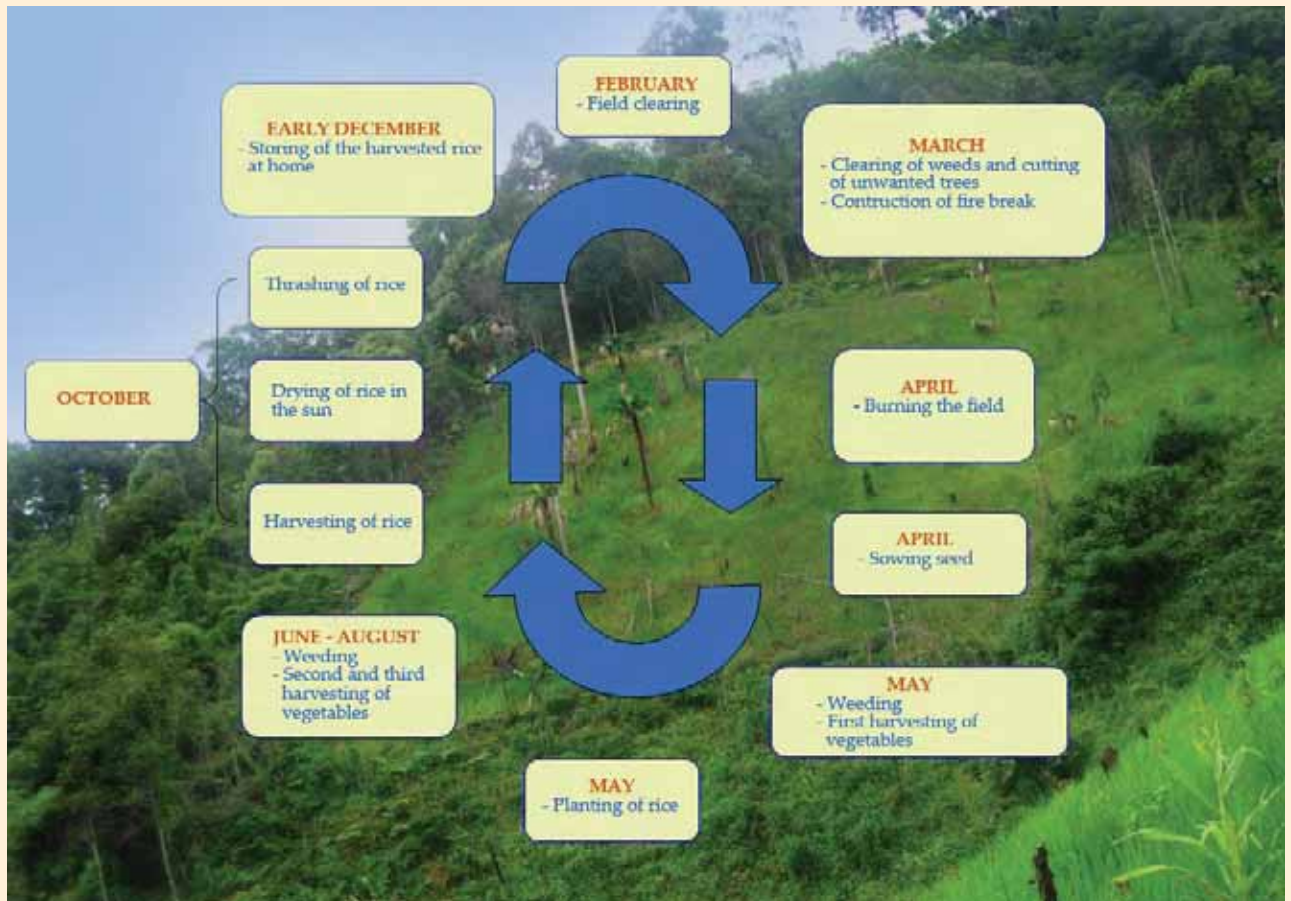 FEBRUARY
- Field clearing
MARCH
- Clearing of weeds and cutting
of unwanted trees
- Contruction of fire break
APRIL
- Burning the field
APRIL
- Sowing seed
MAY
- Weeding
- First harvesting of
vegetables
MAY
- Planting of rice
JUNE - AUGUST
- Weeding
- Second and third
harvesting of
vegetables
OCTOBER
Harvesting of rice
Drying of rice in
the sun
Thrashing of rice
EARLY DECEMBER
- Storing of the harvested rice
at home